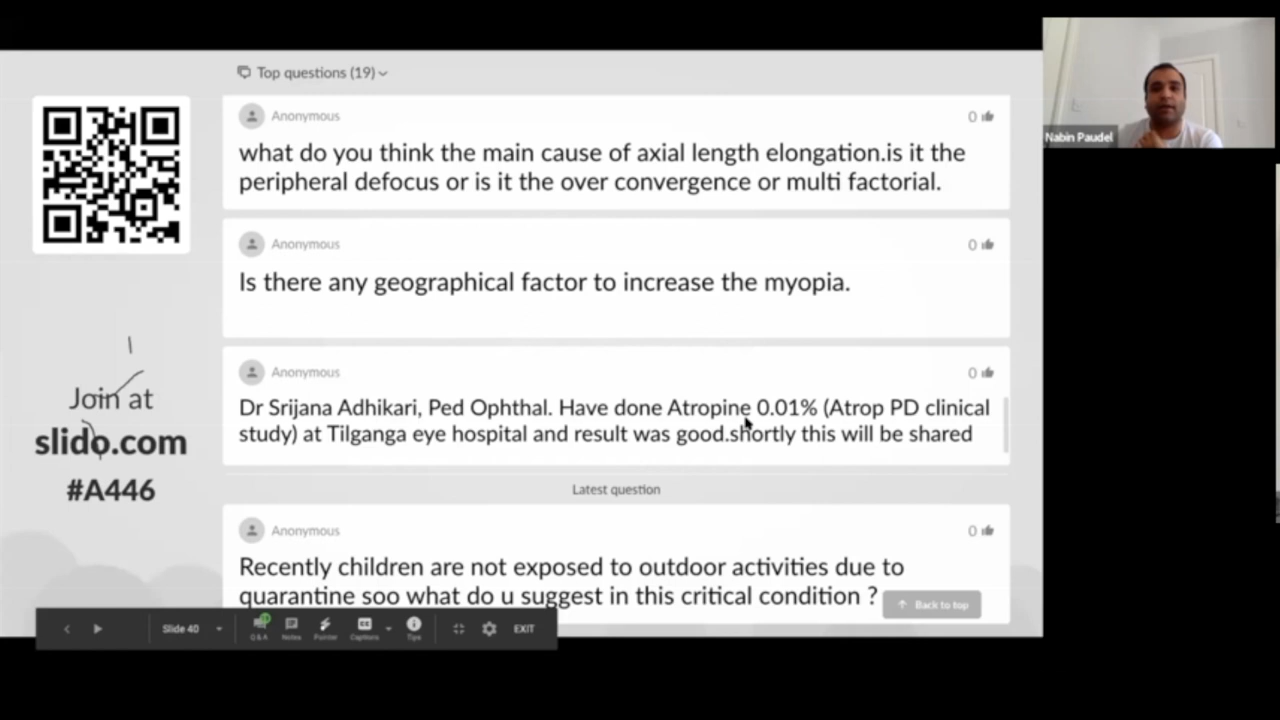 Top questions (19)
Anonymous
0
what do you think the main cause of axial length elongation.is it the
peripheral defocus or is it the over convergence or multi factorial.
Anonymous
0
Is there any geographical factor to increase the myopia.
Anonymous
0
Dr Srijana Adhikari, Ped Ophthal. Have done Atropine 0.01% (Atrop PD clinical
study) at Tilganga eye hospital and result was good.shortly this will be shared
Latest question
Anonymous
0
Recently children are not exposed to outdoor activities due to
quarantine soo what do u suggest in this critical condition ?
Back to top
Join at
slido.com
#A446
Slide 40
Q&A
Notes
Pointer
Captions
Tips
EXIT
Nabin Paudel